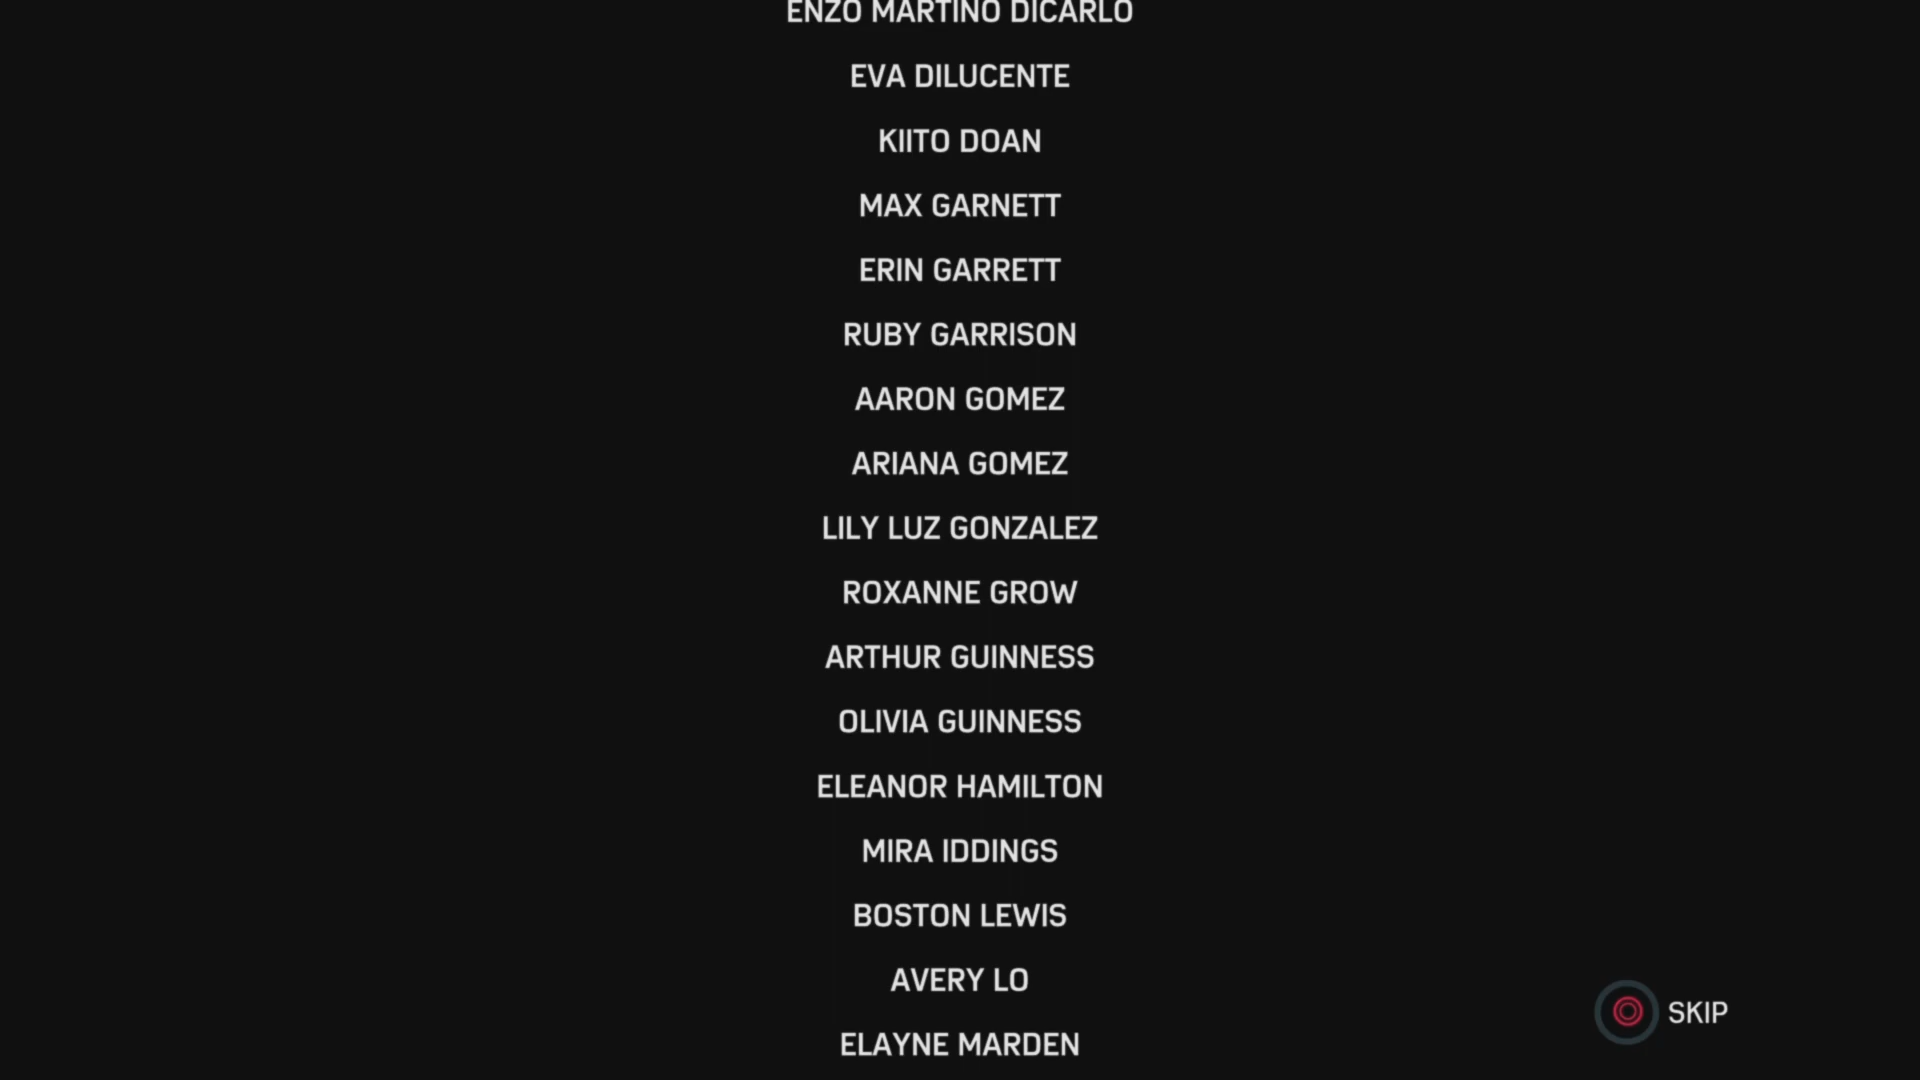 ENZO MARTINO DICARLO
EVA DILUCENTE
KIITO DOAN
MAX GARNETT
ERIN GARRETT
RUBY GARRISON
AARON GOMEZ
ARIANA GOMEZ
LILY LUZ GONZALEZ
ROXANNE GROW
ARTHUR GUINNESS
OLIVIA GUINNESS
ELEANOR HAMILTON
MIRA IDDINGS
BOSTON LEWIS
AVERY LO
SKIP
ELAYNE MARDEN